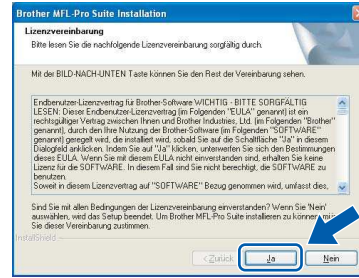 Brother MFL-Pro Suite Installation
Lizenzvereinbarung
Bitte lesen Sie die nachfolgende Lizenzvereinbarung sorgfältig durch.
Mit der BILD-NACH-UNTEN Taste können Sie den Rest der Vereinbarung sehen.
Endbenutzer-Lizenzvertrag für Brother-Software WICHTIG - BITTE SORGFÄLTIG
LESEN: Dieser Endbenutzer-Lizenzvertrag (im Folgenden "EULA" genannt) ist ein
rechtsgültiger Vertrag zwischen Ihnen und Brother Industries, Ltd. (im Folgenden "Brother"
genannt), durch den Ihre Nutzung der Brother-Software (im Folgenden "SOFTWARE"
genannt) geregelt wird, die installiert wird, sobald Sie auf die Schaltfläche "Ja" in diesem
Dialogfeld anklicken. Indem Sie auf "Ja" klicken, unterwerfen Sie sich den Bestimmungen
dieses EULA. Wenn Sie mit diesem EULA nicht einverstanden sind, erhalten Sie keine
Lizenz für die SOFTWARE. In diesem Fall sind Sie nicht berechtigt, die SOFTWARE zu
benutzen.
Soweit in diesem Lizenzvertrag auf "SOFTWARE" Bezug genommen wird, umfasst dies,
Sind Sie mit allen Bedingungen der Lizenzvereinbarung einverstanden? Wenn Sie 'Nein'
auswählen, wird das Setup beendet. Um Brother MFL-Pro Suite installieren zu können,
Sie dieser Vereinbarung zustimmen.
InstallShield
< Zurück Ja Nein